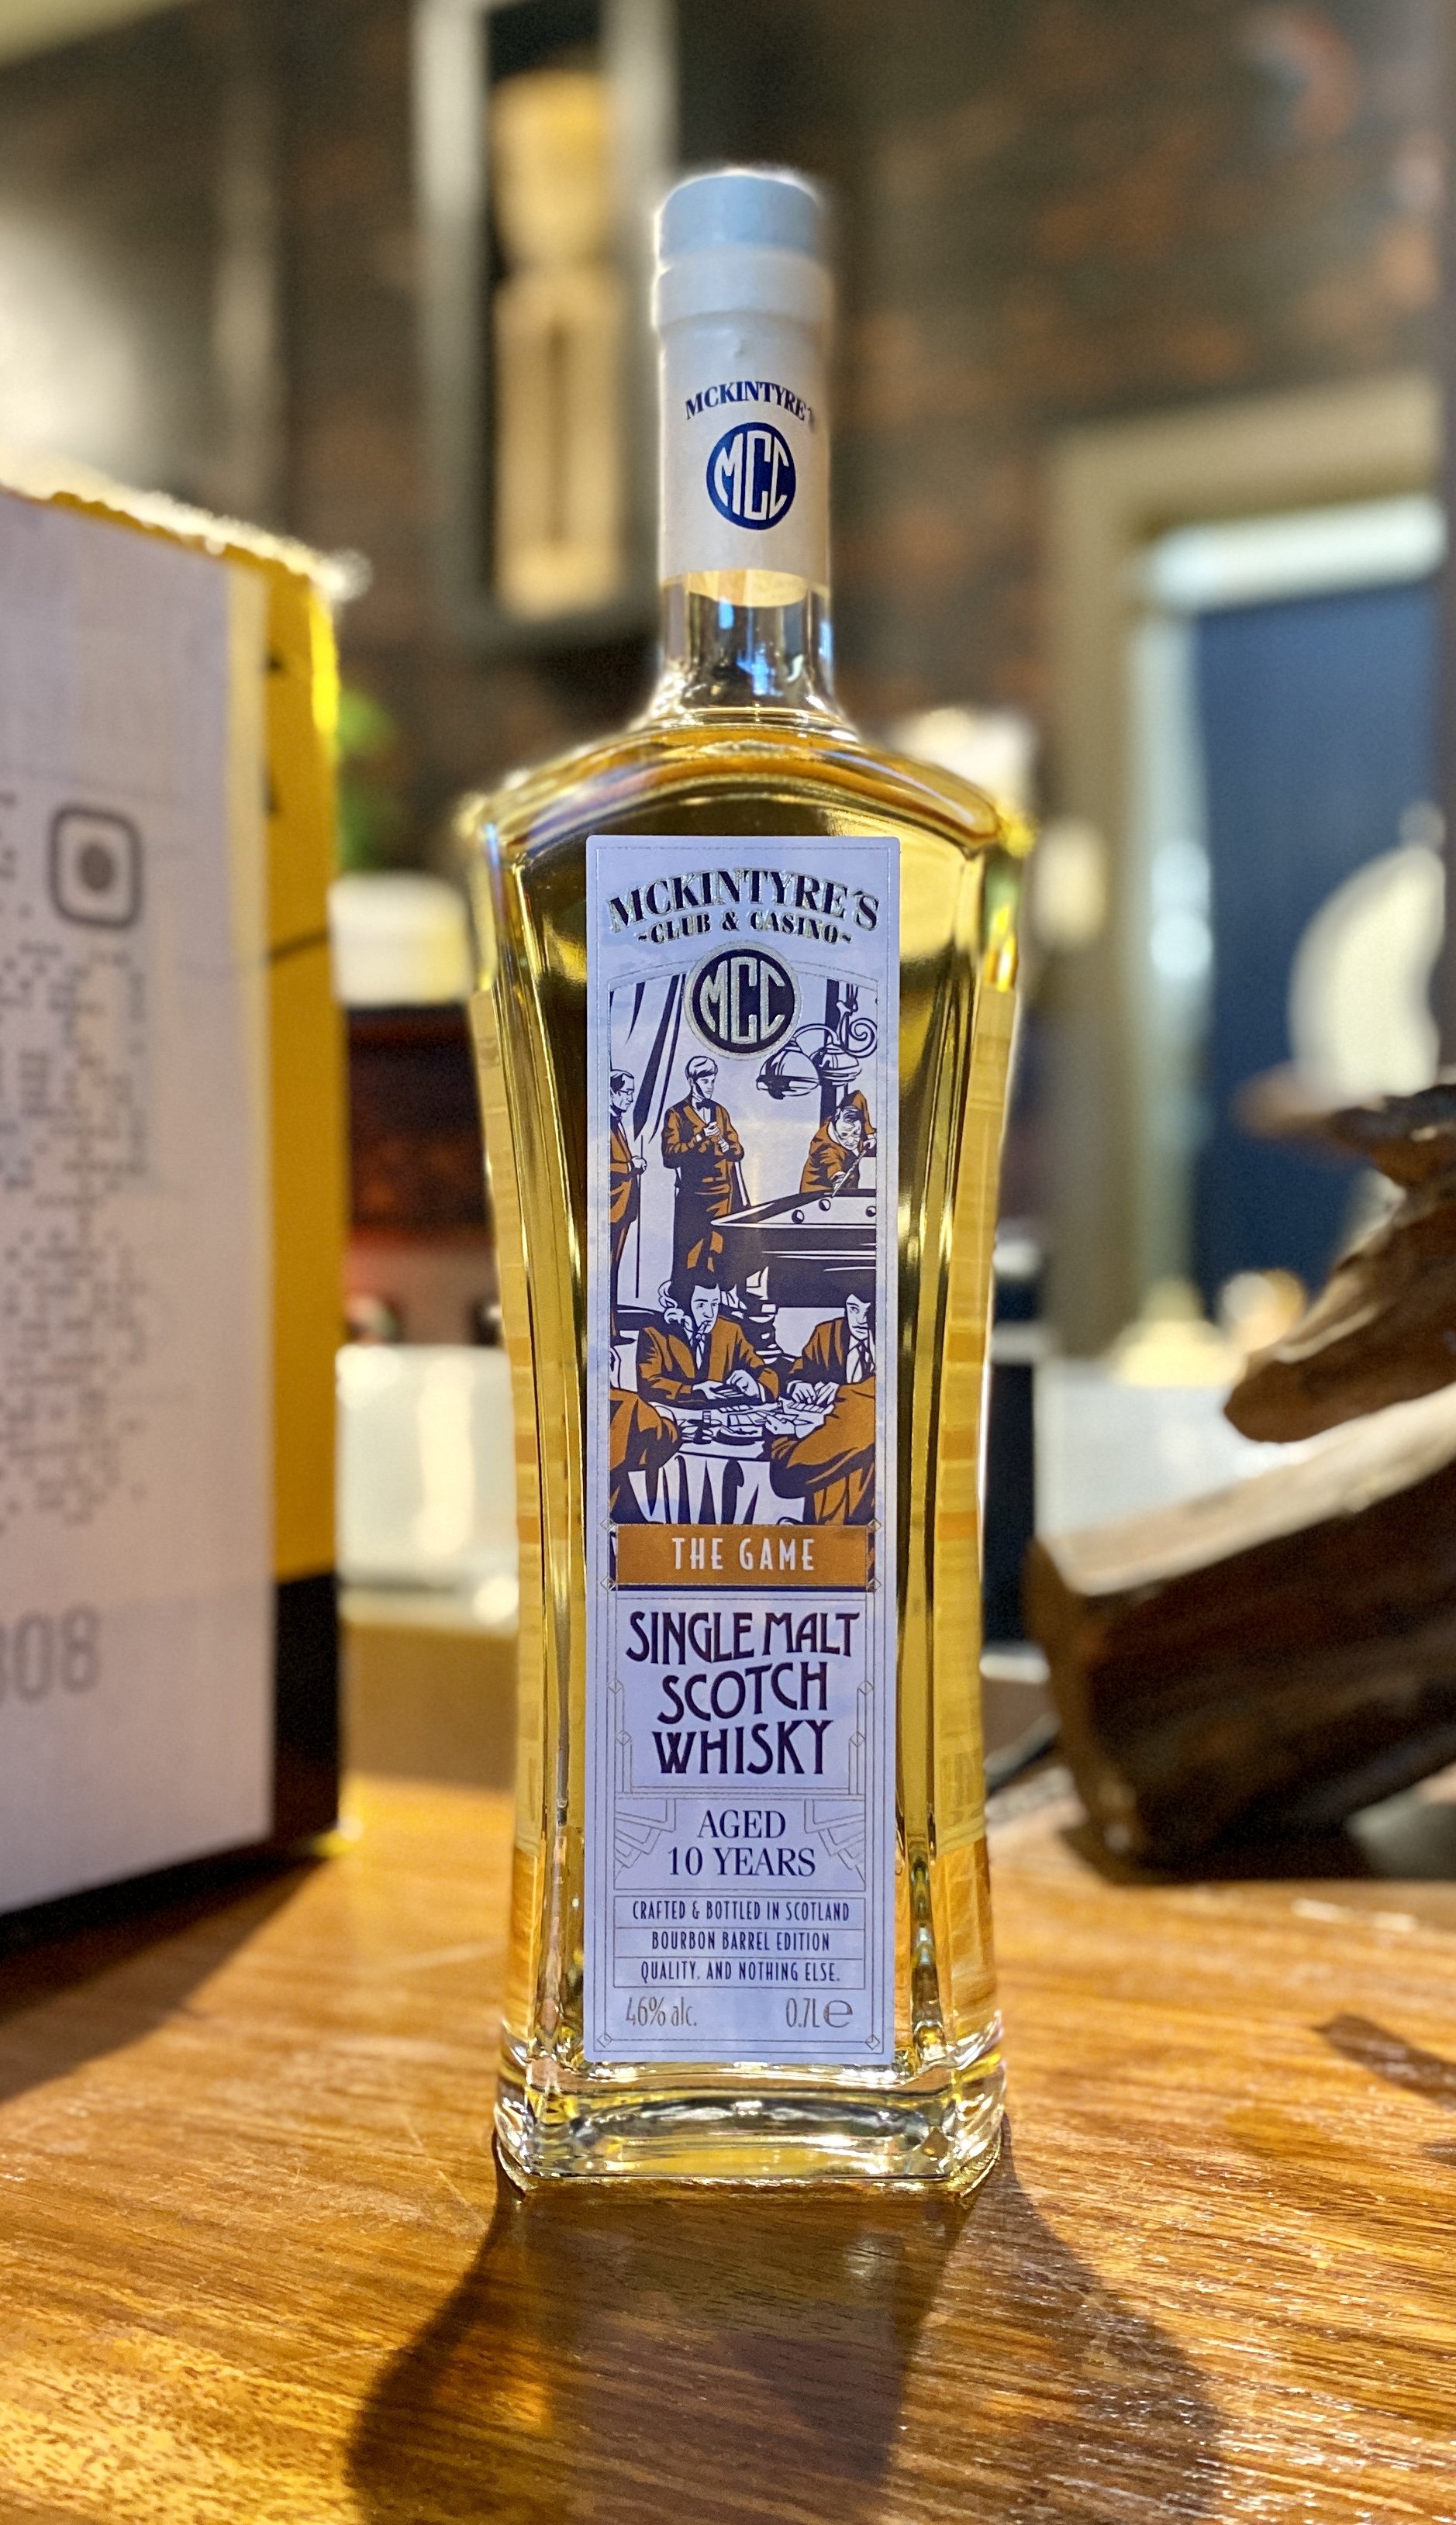 MCKINTYRE'S
MCC
MCKINTYRE'S
~CLUB & CASINO~
MCC
THE GAME
SINGLE MALT
SCOTCH
WHISKY
AGED
10 YEARS
CRAFTED & BOTTLED IN SCOTLAND
BOURBON BARREL EDITION
QUALITY. AND NOTHING ELSE.
46% alc. 0.7L℮